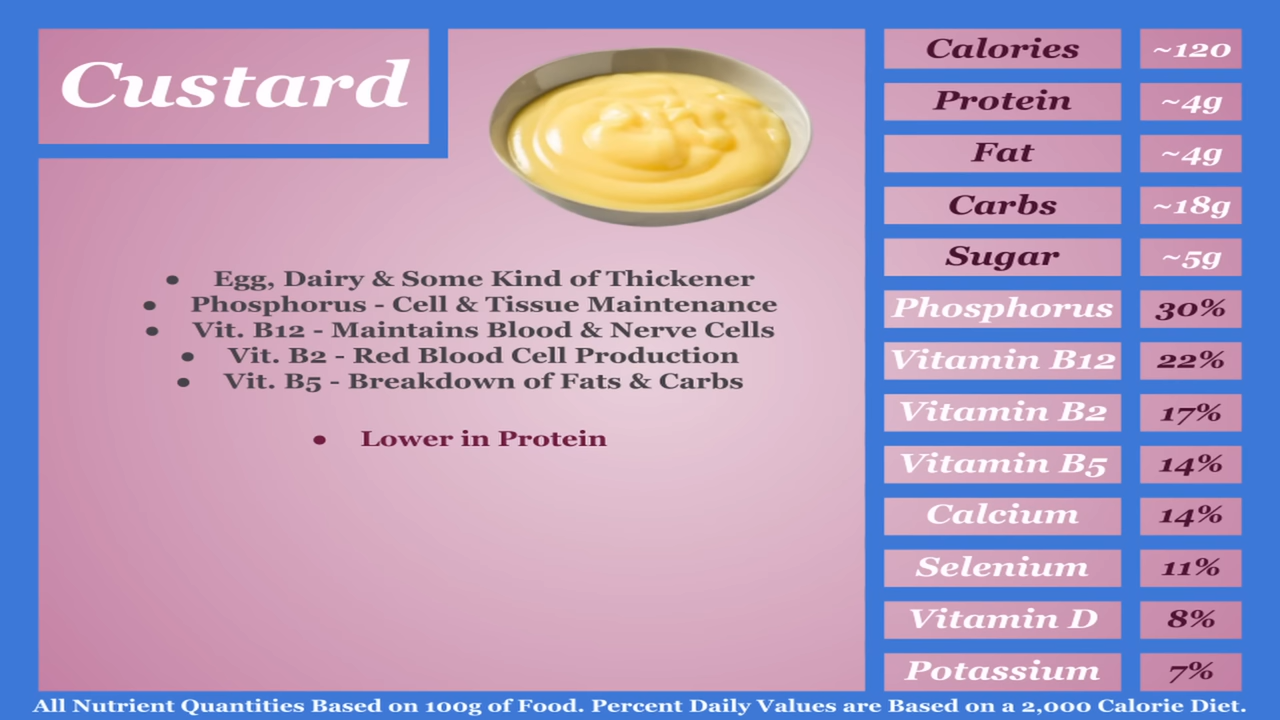 Custard
• Egg, Dairy & Some Kind of Thickener
• Phosphorus - Cell & Tissue Maintenance
• Vit. B12 - Maintains Blood & Nerve Cells
• Vit. B2 - Red Blood Cell Production
• Vit. B5 - Breakdown of Fats & Carbs
• Lower in Protein
Calories ~120
Protein ~4g
Fat ~4g
Carbs ~18g
Sugar ~5g
Phosphorus 30%
Vitamin B12 22%
Vitamin B2 17%
Vitamin B5 14%
Calcium 14%
Selenium 11%
Vitamin D 8%
Potassium 7%
All Nutrient Quantities Based on 100g of Food. Percent Daily Values are Based on a 2,000 Calorie Diet.